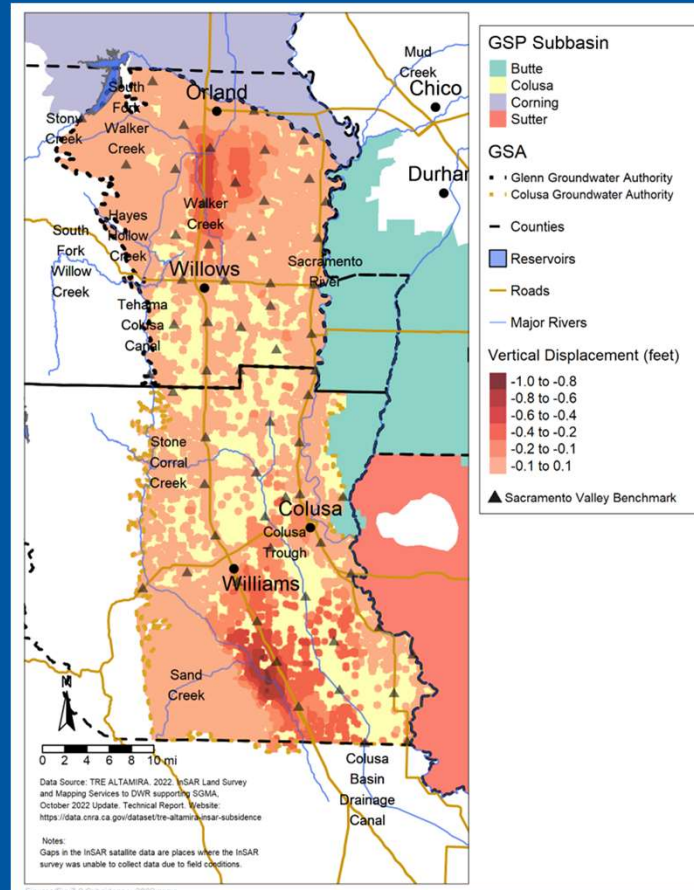 Mud
Creek
Chico
South
Fork
Walker
Creek
Orland
Stony
Creek
Durha
Hayes
Hollow
Creek
Walker
Creek
South
Fork
Willow
Creek
Willows
Sacramento
River
Tehama
Colusa
Canal
Stone
Corral
Creek
Colusa
Colusa
Trough
Williams
Sand
Creek
N
0 2 4 6 8 10 mi
Colusa
Basin
Drainage
Canal
Data Source: TRE ALTAMIRA. 2022. InSAR Land Survey
and Mapping Services to DWR supporting SGMA,
October 2022 Update. Technical Report. Website:
https://data.cnra.ca.gov/dataset/tre-altamira-insar-subsidence
Notes:
Gaps in the InSAR satallite data are places where the InSAR
survey was unable to collect data due to field conditions.
GSP Subbasin
Butte
Colusa
Corning
Sutter
GSA
Glenn Groundwater Authority
Colusa Groundwater Authority
Counties
Reservoirs
Roads
Major Rivers
Vertical Displacement (feet)
-1.0 to -0.8
-0.8 to -0.6
-0.6 to -0.4
-0.4 to -0.2
-0.2 to -0.1
-0.1 to 0.1
Sacramento Valley Benchmark